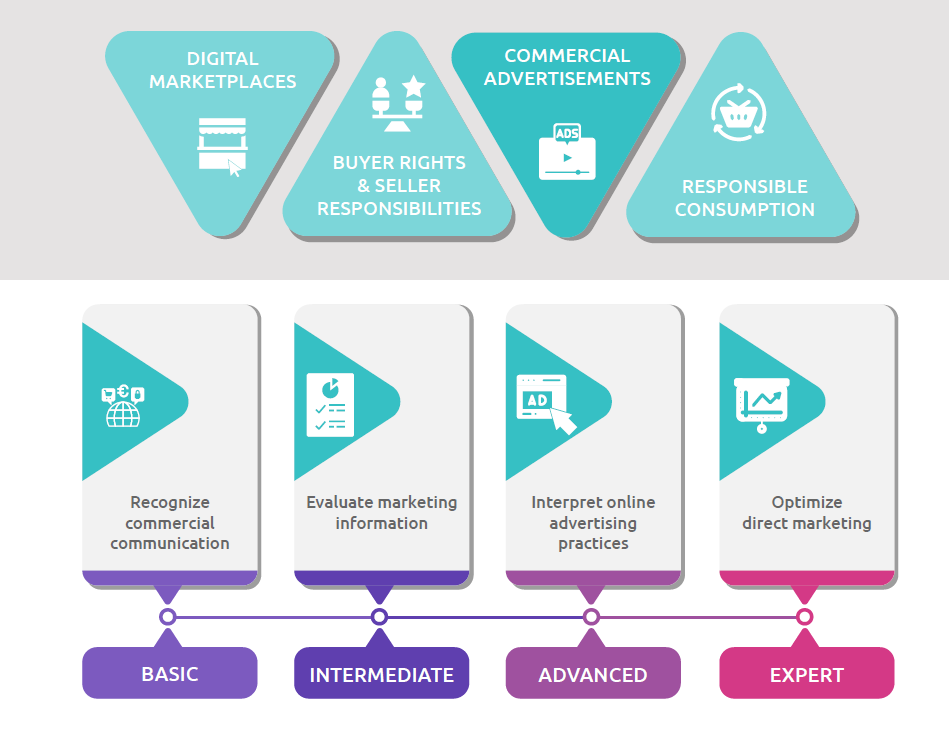 DIGITAL
MARKETPLACES
BUYER RIGHTS
& SELLER
RESPONSIBILITIES
COMMERCIAL
ADVERTISEMENTS
ADS
RESPONSIBLE
CONSUMPTION
€
Recognize
commercial
communication
Evaluate marketing
information
AD
Interpret online
advertising
practices
Optimize
direct marketing
BASIC
INTERMEDIATE
ADVANCED
EXPERT